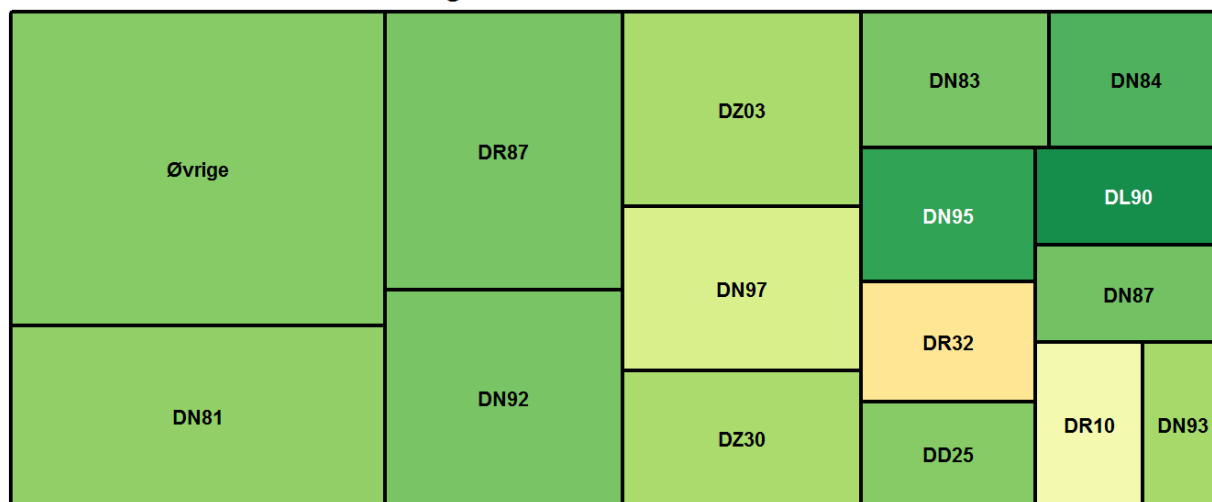 Øvrige
DN81
DR87
DN92
DZ03
DN97
DZ30
DN83
DN84
DN95
DL90
DN87
DR32
DD25
DR10
DN93